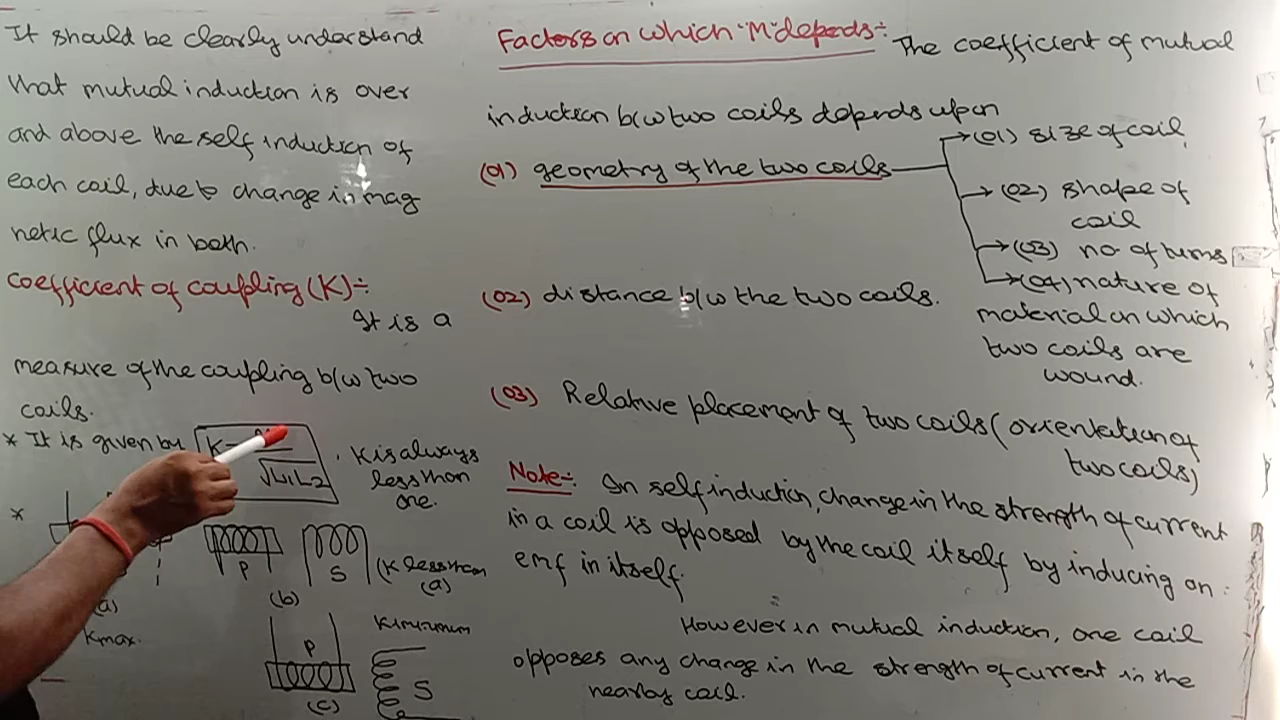 It should be clearly understand
that mutual induction is over
and above the self induction of
each coil, due to change in mag
netic flux in both.
coefficient of coupling (K):-
It is a
measure of the coupling b/w two
coils.
* It is given by K =
√L1L2
. K is always
less than
one.
*
(a)
Kmax.
P
S
(b)
(K less than
(a)
P
S
(c)
K minimum
Factors on which "M" depends:- The coefficient of mutual
induction b/w two coils depends upon
(01) geometry of the two coils
(01) size of coil
(02) shape of
coil
(03) no. of turns
(04) nature of
material on which
two coils are
wound.
(02) distance b/w the two coils.
(03) Relative placement of two coils (orientation of
two coils)
Note:- In self induction, change in the strength of current
in a coil is opposed by the coil itself by inducing an
emf in itself.
However in mutual induction, one coil
opposes any change in the strength of current in the
nearby coil.